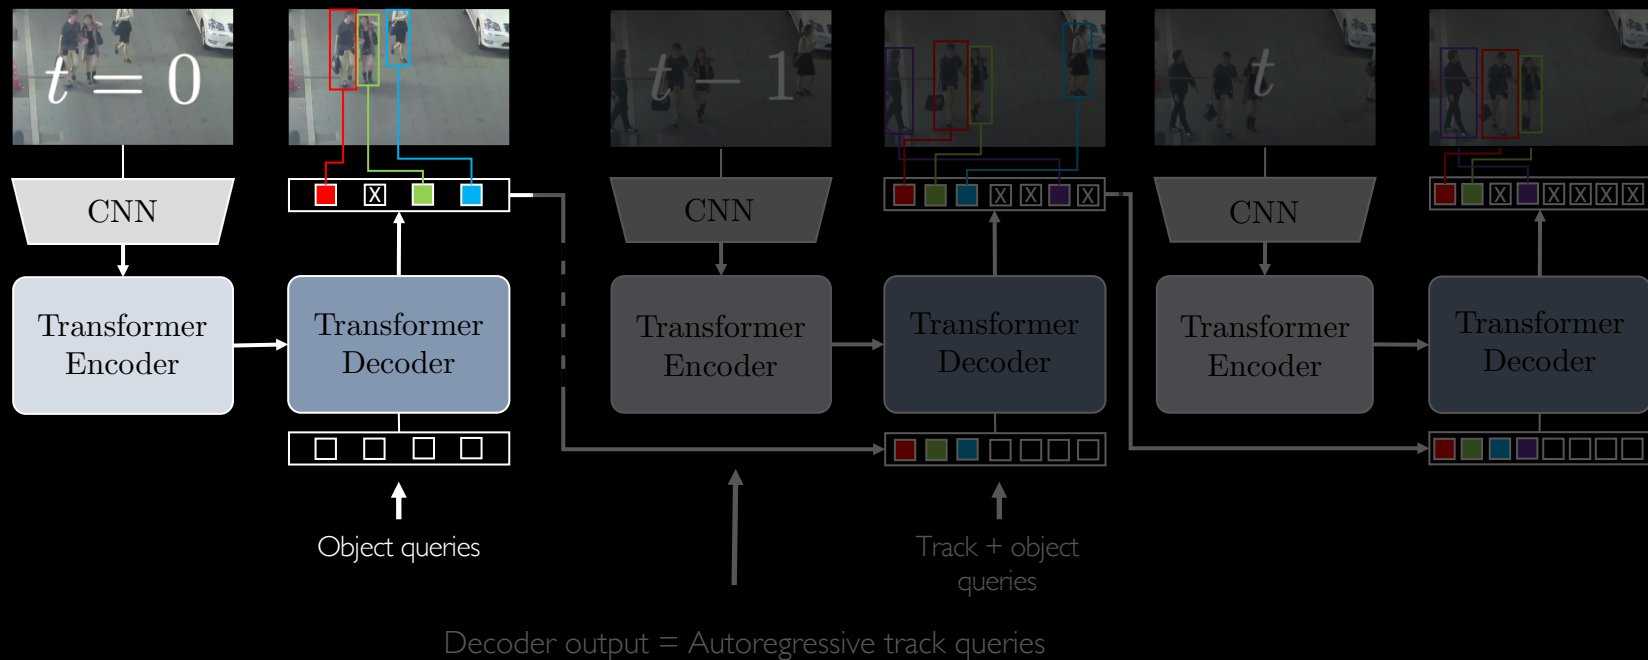 t = 0
t − 1
t
X
X X X
X X X X
CNN
CNN
CNN
Transformer
Encoder
Transformer
Decoder
Transformer
Encoder
Transformer
Decoder
Transformer
Encoder
Transformer
Decoder
Object queries
Track + object
queries
Decoder output = Autoregressive track queries